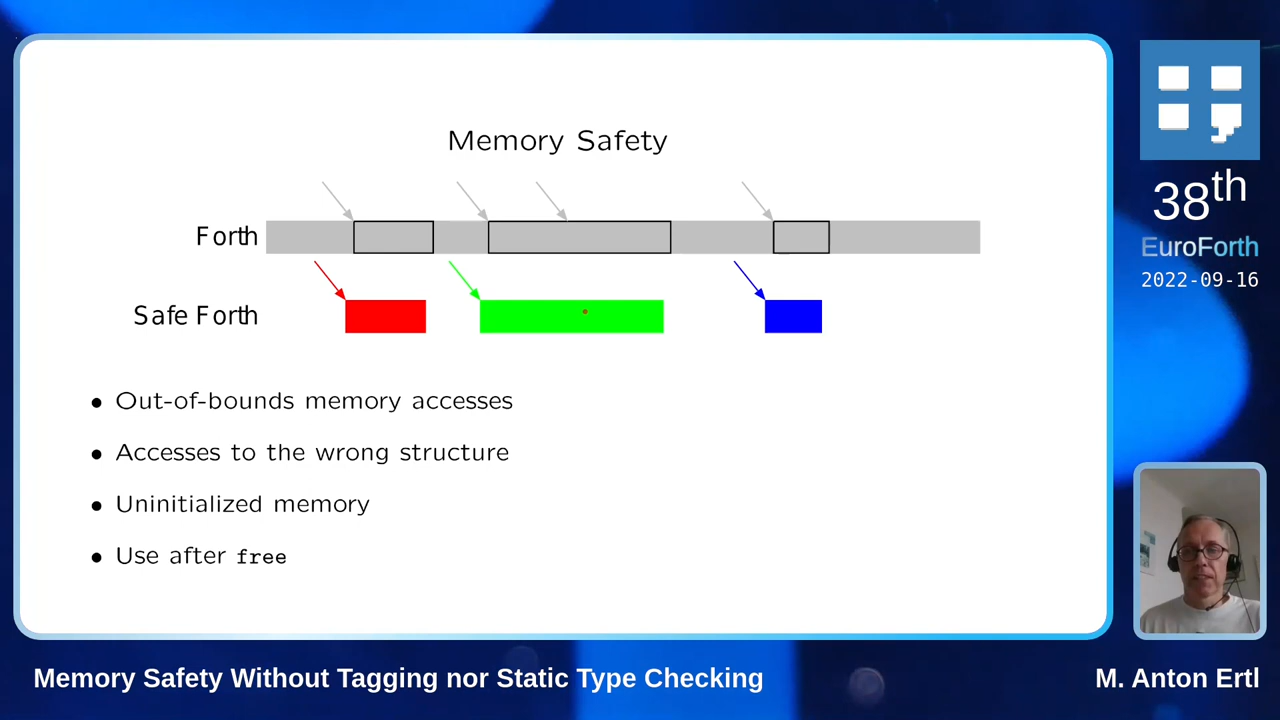 Memory Safety
Forth
Safe Forth
• Out-of-bounds memory accesses
• Accesses to the wrong structure
• Uninitialized memory
• Use after free
38th
EuroForth
2022-09-16
Memory Safety Without Tagging nor Static Type Checking
M. Anton Ertl